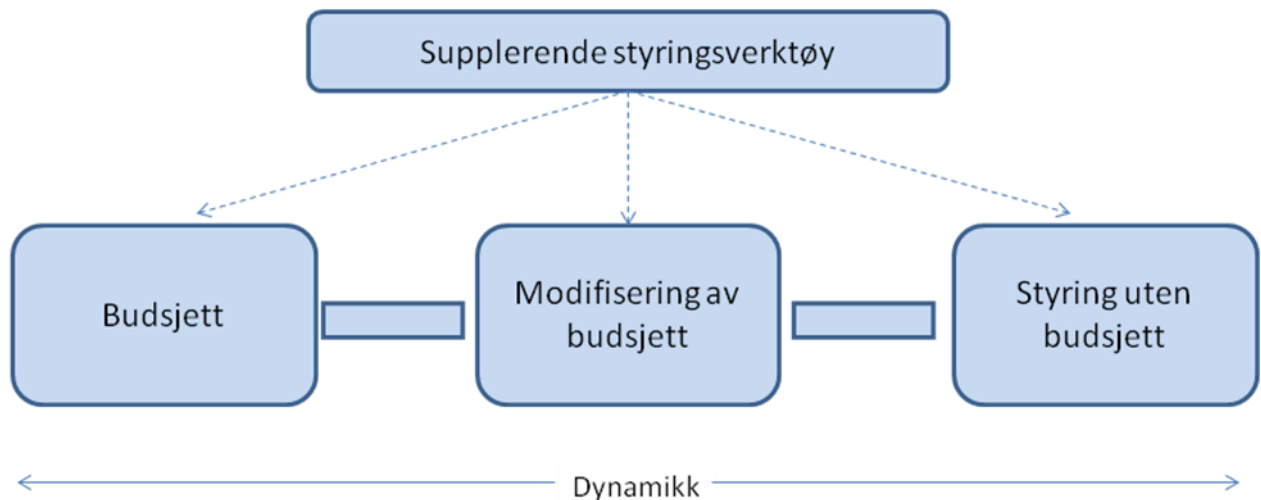 Supplerende styringsverktøy
Budsjett
Modifisering av
budsjett
Styring uten
budsjett
Dynamikk